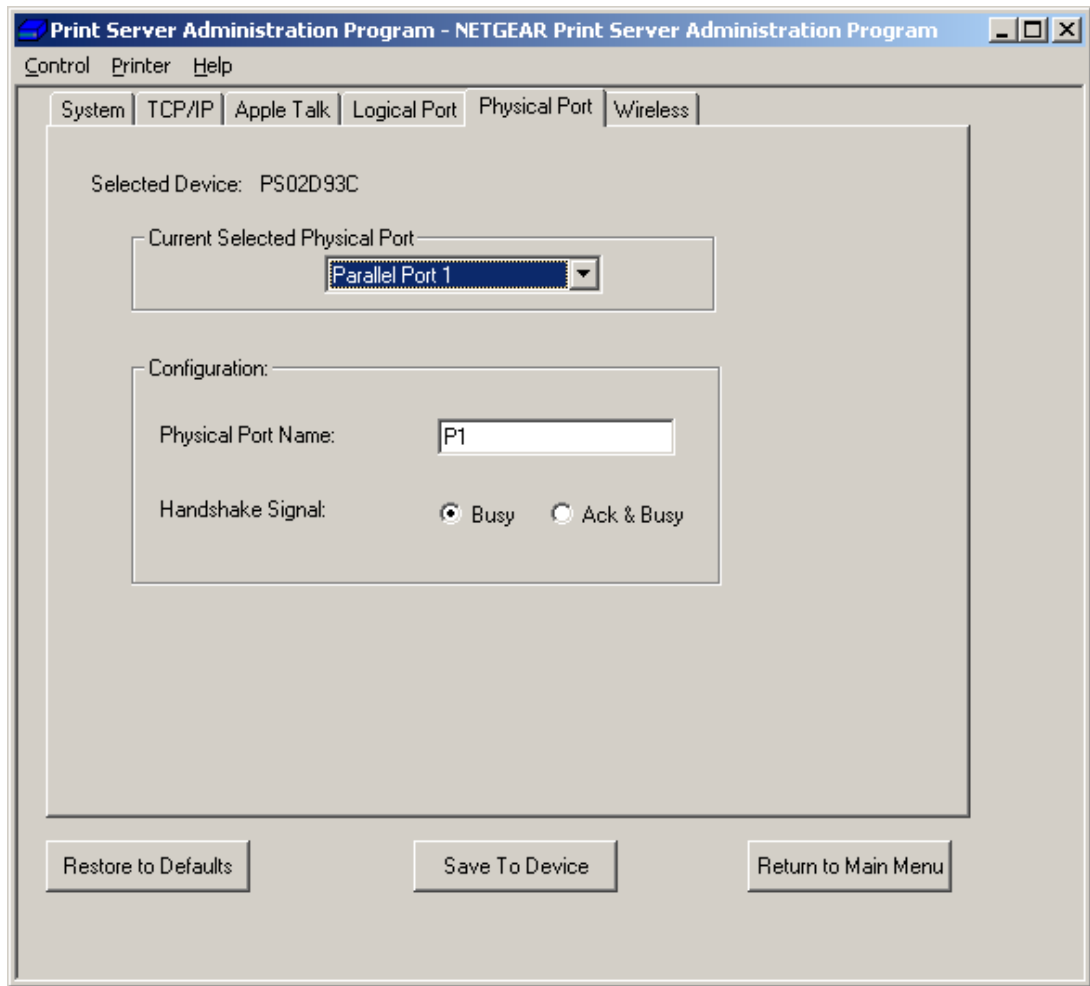 Print Server Administration Program - NETGEAR Print Server Administration Program
Control Printer Help
System TCP/IP Apple Talk Logical Port Physical Port Wireless
Selected Device: PS02D93C
Current Selected Physical Port
Parallel Port 1
Configuration:
Physical Port Name: P1
Handshake Signal: Busy Ack & Busy
Restore to Defaults Save To Device Return to Main Menu